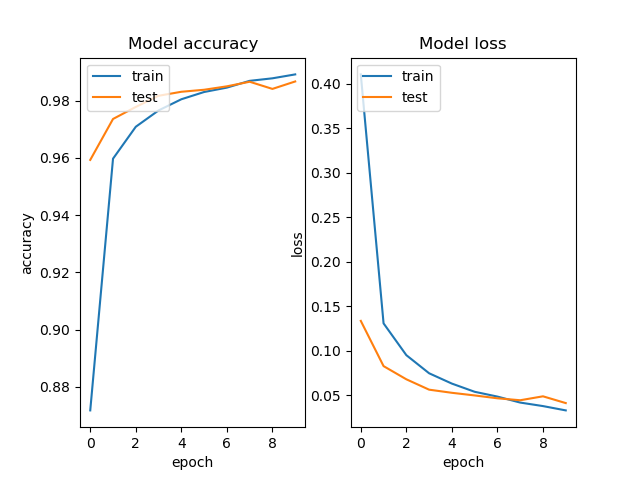 Model accuracy
train
test
0.98
0.96
0.94
0.92
0.90
0.88
accuracy
0 2 4 6 8
epoch
Model loss
train
test
0.40
0.35
0.30
0.25
0.20
0.15
0.10
0.05
loss
0 2 4 6 8
epoch